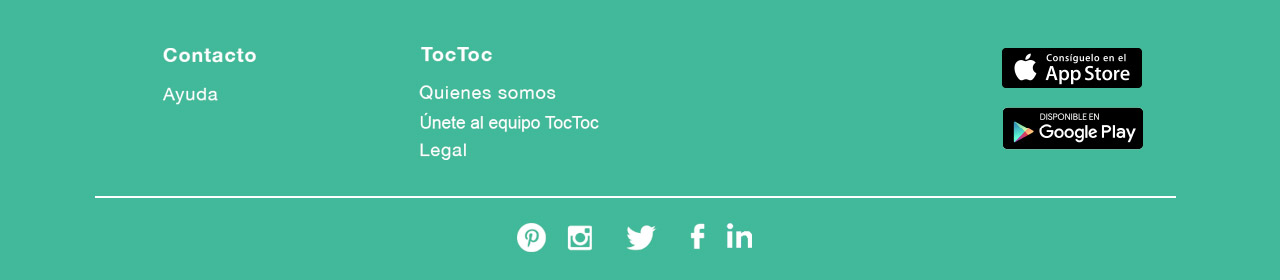 Contacto
Ayuda
TocToc
Quienes somos
Únete al equipo TocToc
Legal
Consíguelo en el
App Store
DISPONIBLE EN
Google Play